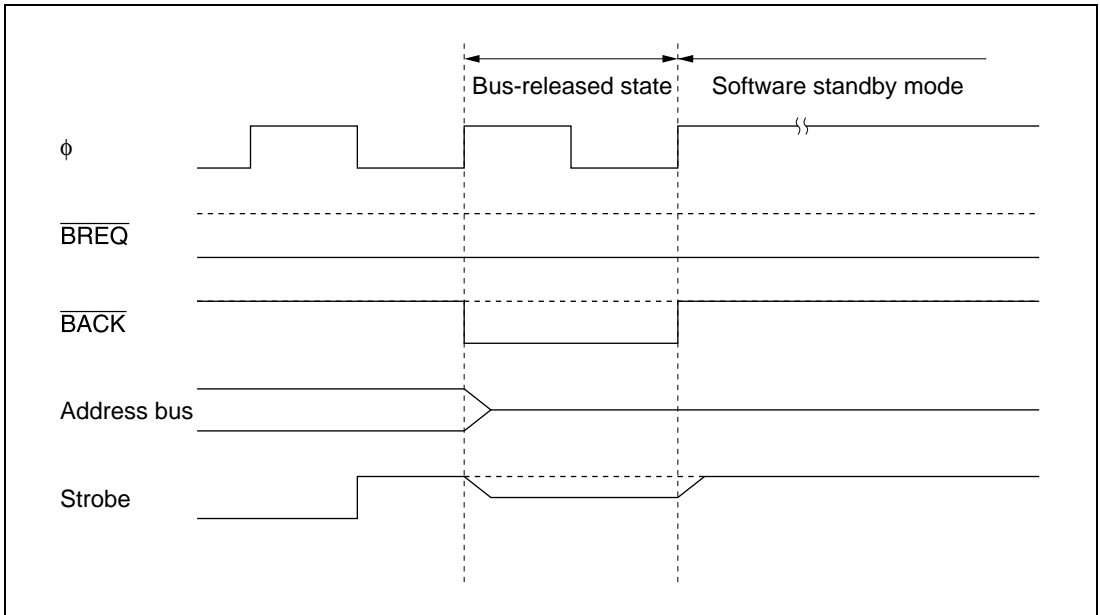 Bus-released state Software standby mode
φ
BREQ
BACK
Address bus
Strobe